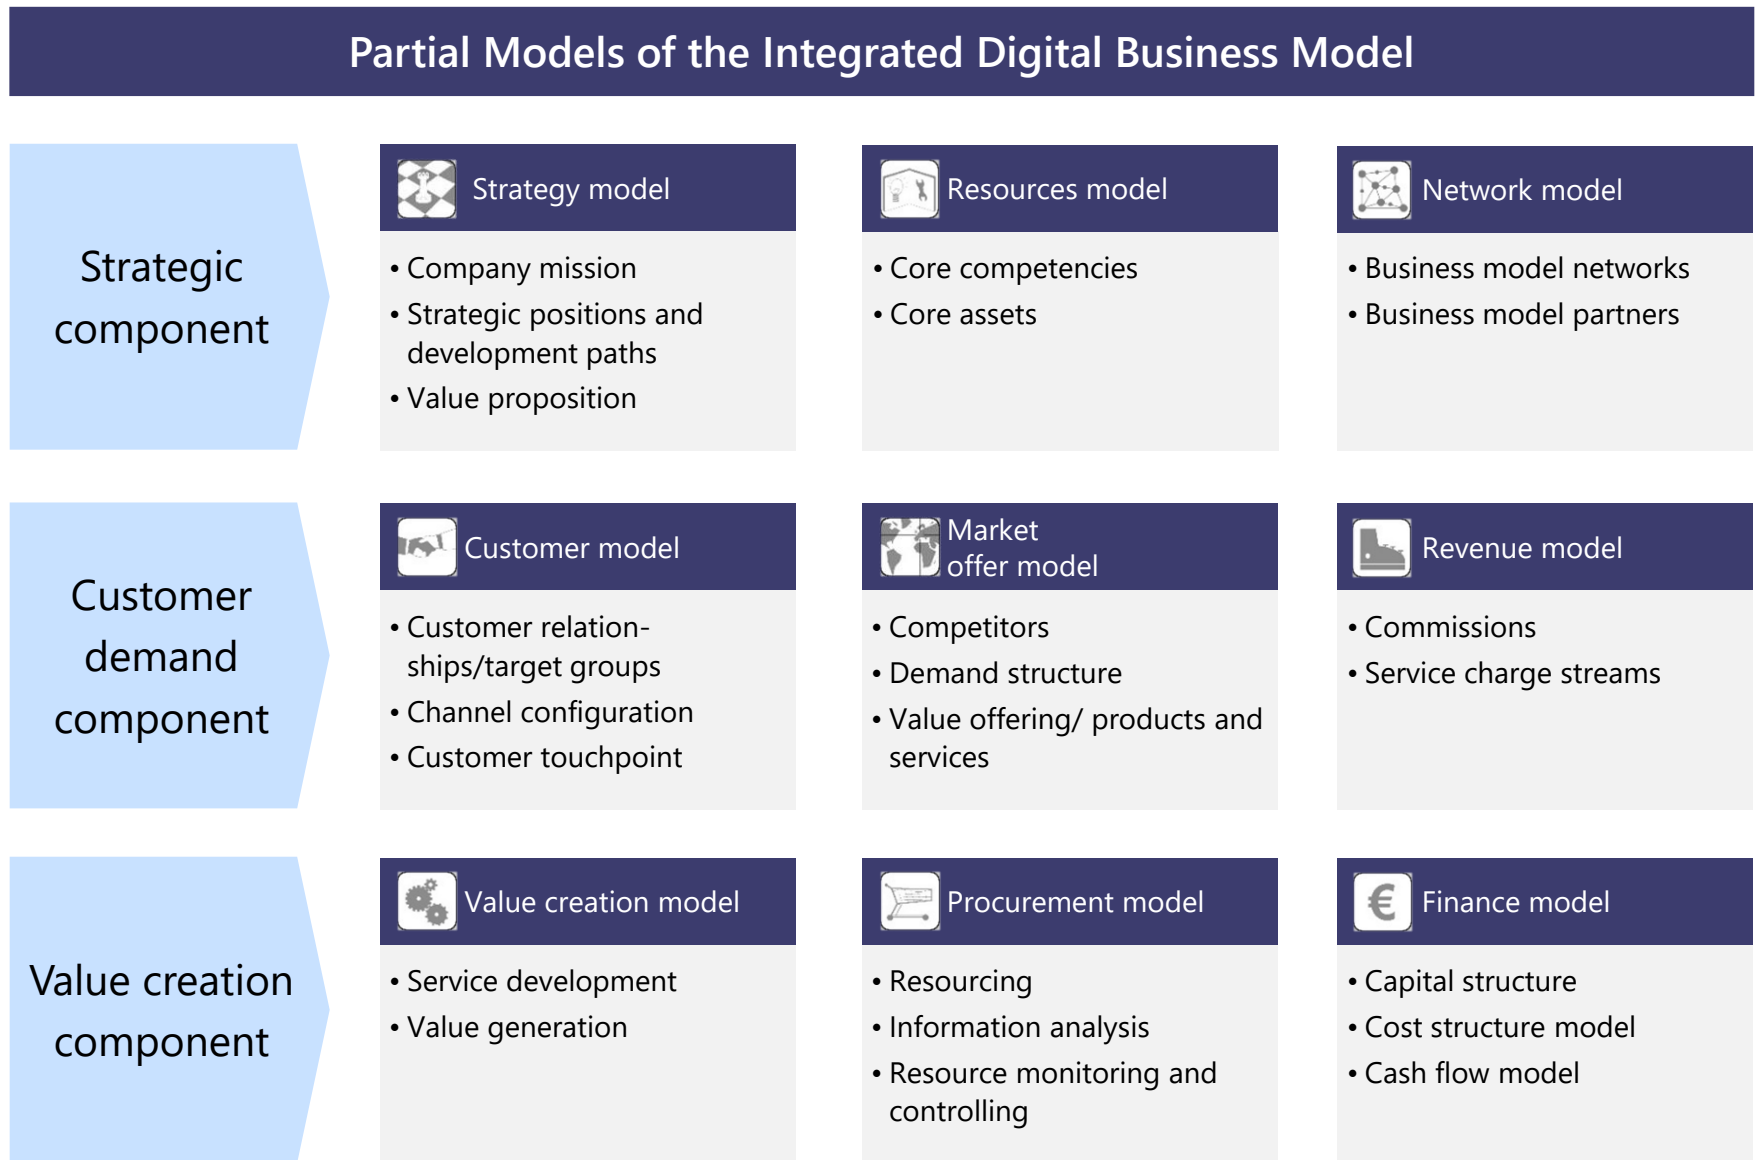 Partial Models of the Integrated Digital Business Model
Strategic
component
Strategy model
• Company mission
• Strategic positions and
development paths
• Value proposition
Resources model
• Core competencies
• Core assets
Network model
• Business model networks
• Business model partners
Customer
demand
component
Customer model
• Customer relation-
ships/target groups
• Channel configuration
• Customer touchpoint
Market
offer model
• Competitors
• Demand structure
• Value offering/ products and
services
Revenue model
• Commissions
• Service charge streams
Value creation
component
Value creation model
• Service development
• Value generation
Procurement model
• Resourcing
• Information analysis
• Resource monitoring and
controlling
€
Finance model
• Capital structure
• Cost structure model
• Cash flow model